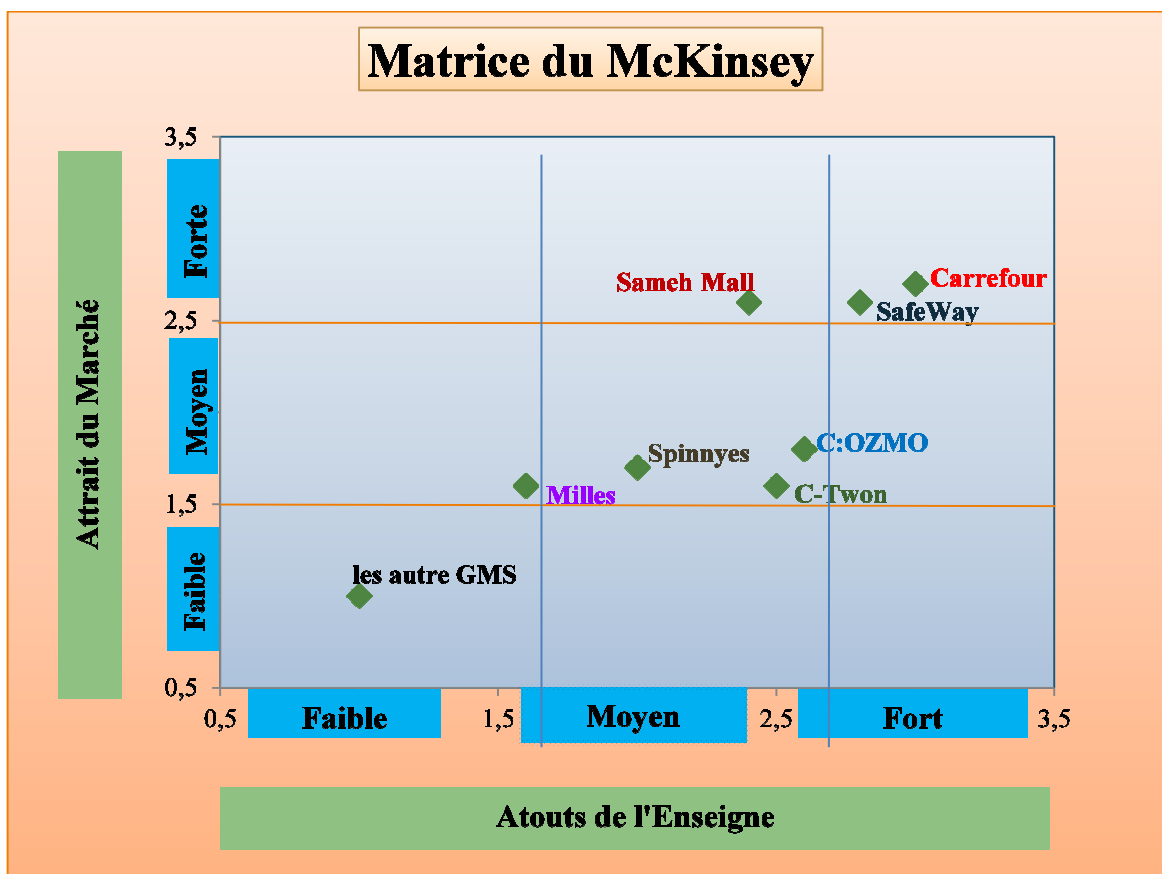 Matrice du McKinsey
3,5
Forte
Sameh Mall
Carrefour
SafeWay
2,5
Attrait du Marché
Moyen
C:OZMO
Spinnyes
Milles
C-Twon
1,5
les autre GMS
Faible
0,5
0,5
Faible
1,5
Moyen
2,5
Fort
3,5
Atouts de l'Enseigne